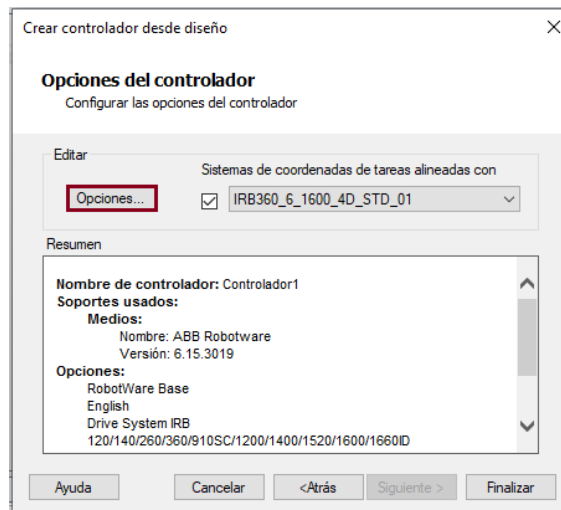 Crear controlador desde diseño
Opciones del controlador
Configurar las opciones del controlador
Editar
Sistemas de coordenadas de tareas alineadas con
Opciones...
IRB360_6_1600_4D_STD_01
Resumen
Nombre de controlador: Controlador1
Soportes usados:
Medios:
Nombre: ABB Robotware
Versión: 6.15.3019
Opciones:
RobotWare Base
English
Drive System IRB
120/140/260/360/910SC/1200/1400/1520/1600/1660ID
Ayuda
Cancelar
<Atrás
Siguiente >
Finalizar